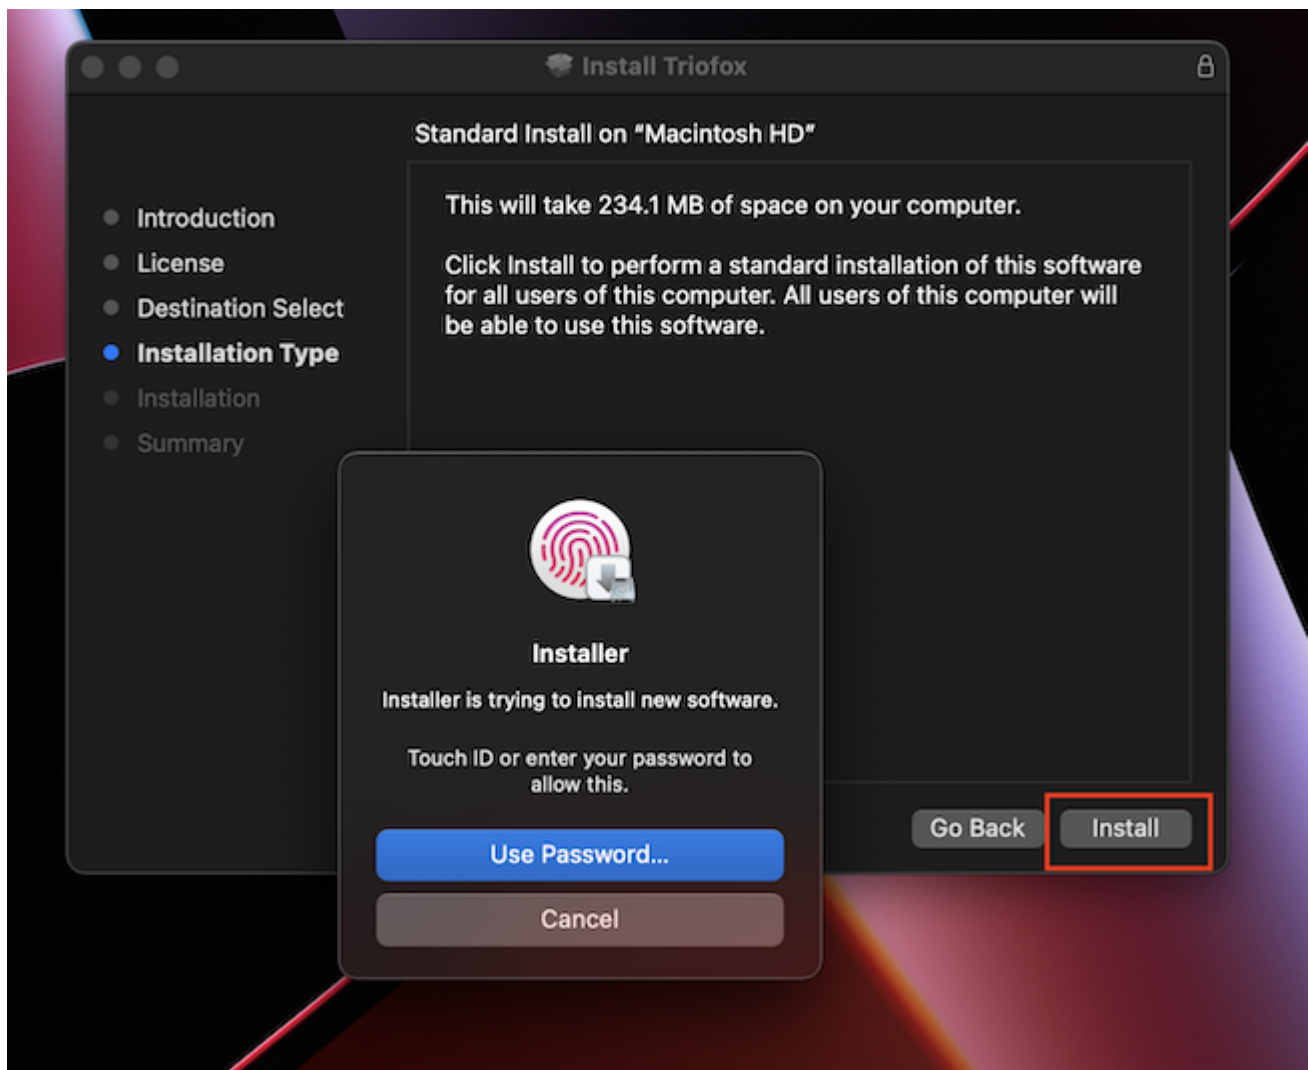 Install Triofox
Standard Install on “Macintosh HD”
Introduction
License
Destination Select
Installation Type
Installation
Summary
This will take 234.1 MB of space on your computer.
Click Install to perform a standard installation of this software
for all users of this computer. All users of this computer will
be able to use this software.
Installer
Installer is trying to install new software.
Touch ID or enter your password to
allow this.
Use Password...
Cancel
Go Back
Install